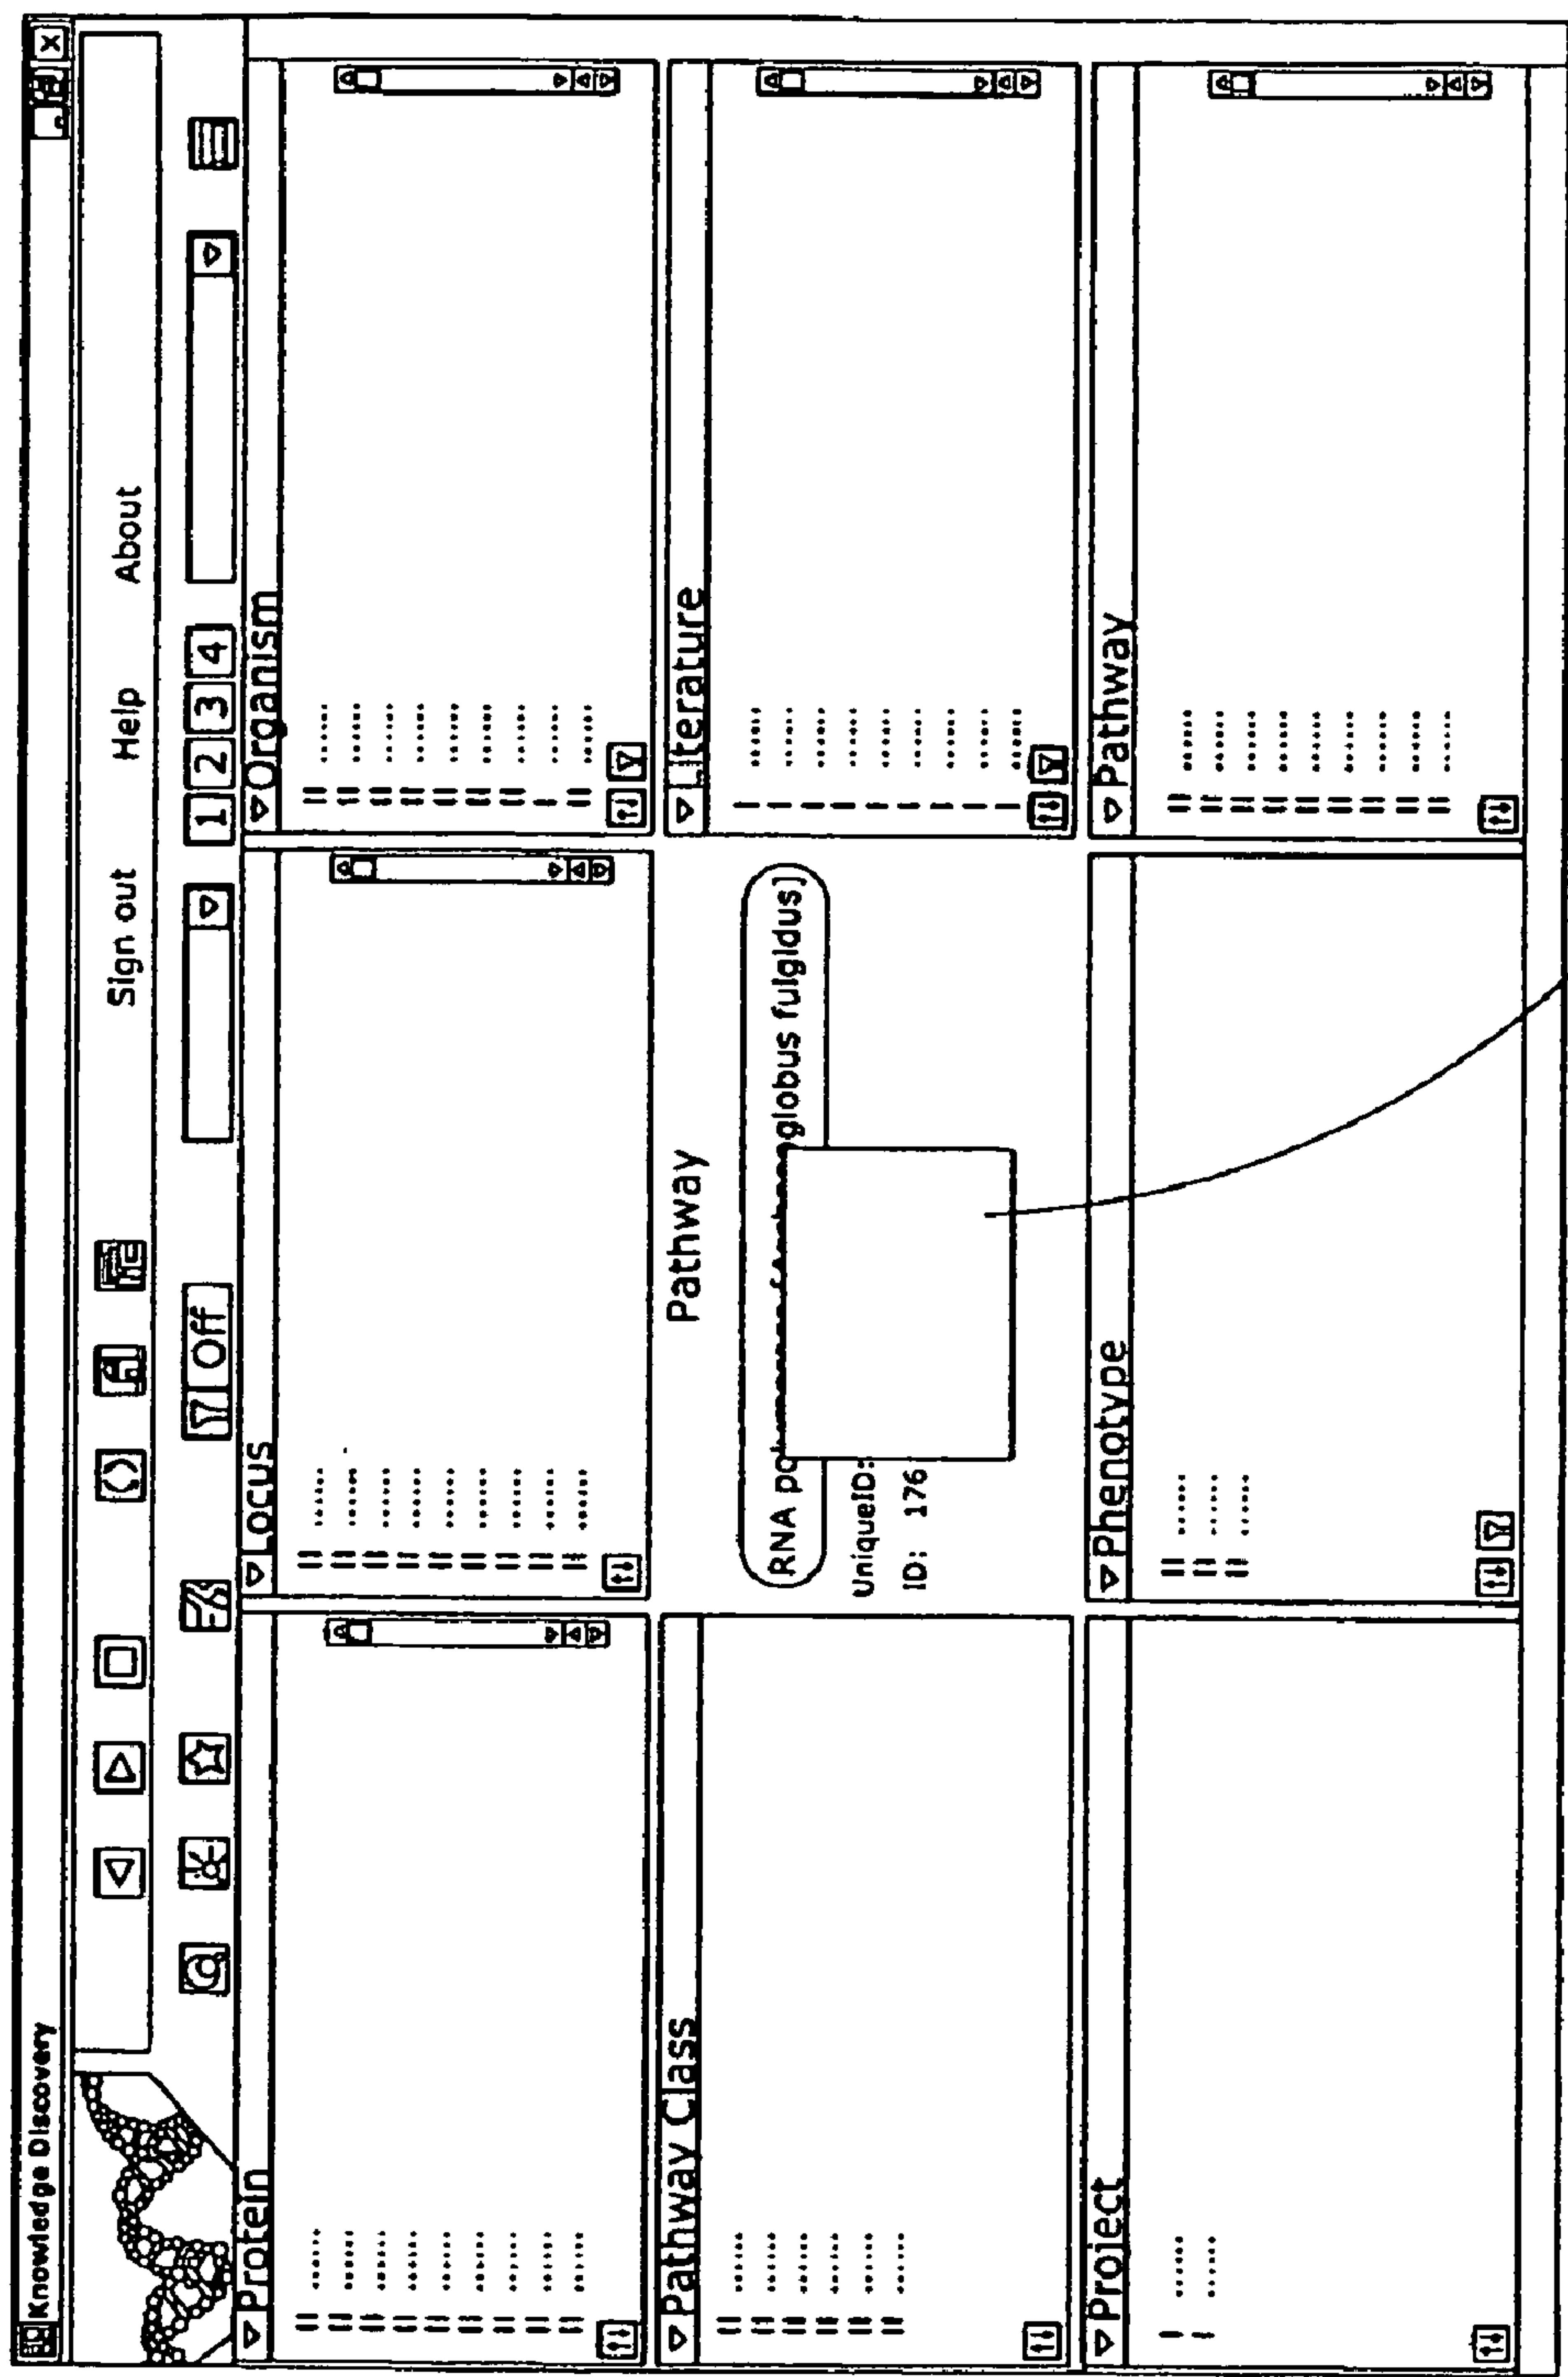 Knowledge Discovery
Sign out Help About
Off 1 2 3 4
Protein
Locus
Organism
Pathway Class
Pathway
RNA globus fulgidus]
UniqueID:
ID: 176
Literature
Project
Phenotype
Pathway